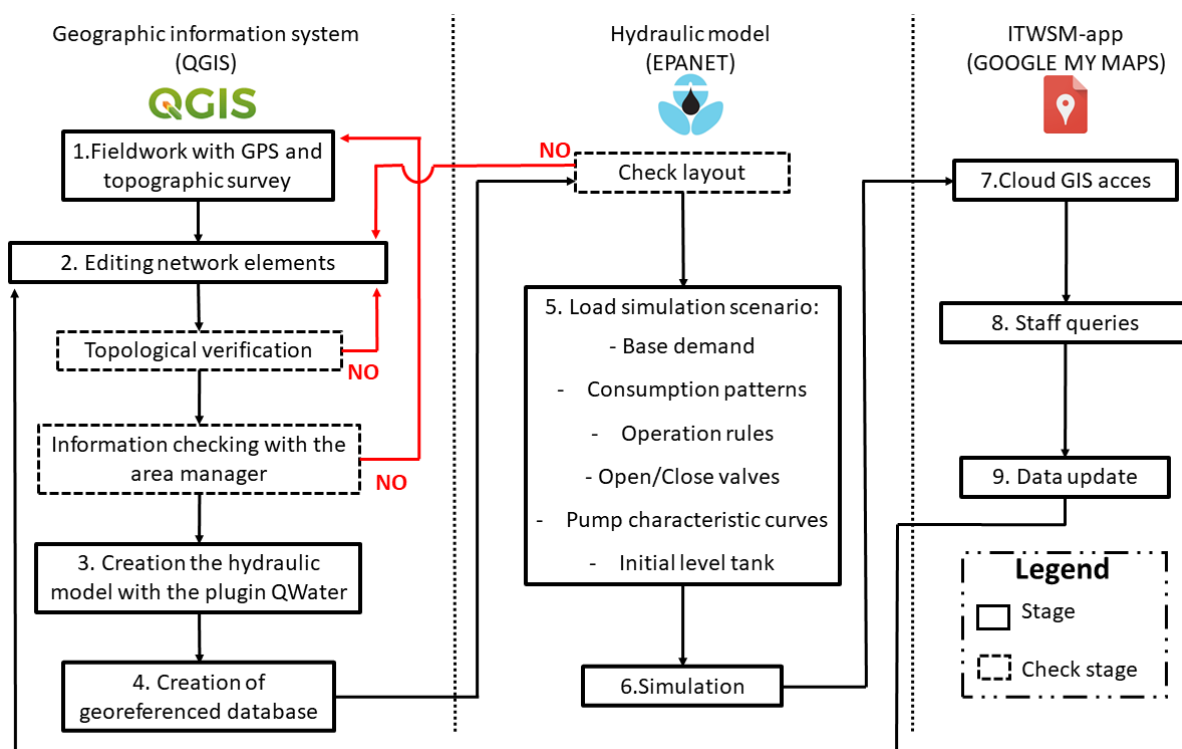 Geographic information system
(QGIS)
QGIS
1.Fieldwork with GPS and
topographic survey
2. Editing network elements
Topological verification
NO
Information checking with the
area manager
NO
3. Creation the hydraulic
model with the plugin QWater
4. Creation of
georeferenced database
Hydraulic model
(EPANET)
NO
Check layout
5. Load simulation scenario:
- Base demand
- Consumption patterns
- Operation rules
- Open/Close valves
- Pump characteristic curves
- Initial level tank
6.Simulation
ITWSM-app
(GOOGLE MY MAPS)
7.Cloud GIS acces
8. Staff queries
9. Data update
Legend
Stage
Check stage